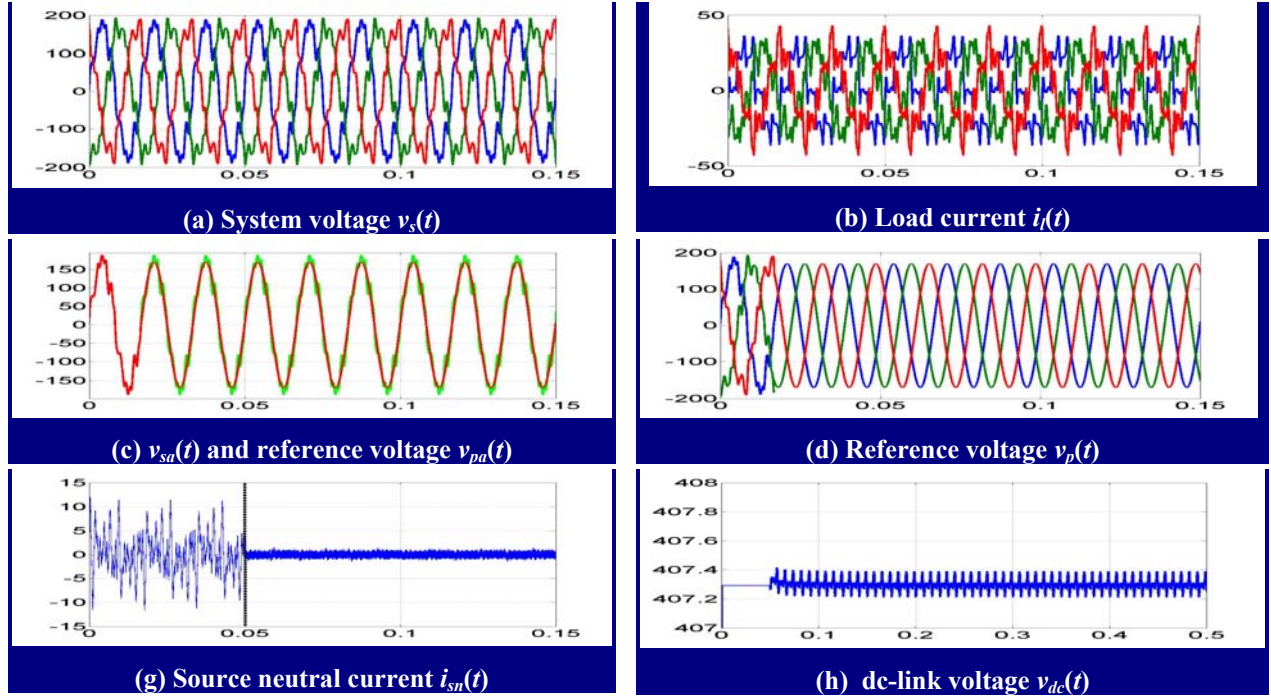 200
100
0
-100
-200
0 0.05 0.1 0.15
(a) System voltage vs(t)
50
0
-50
0 0.05 0.1 0.15
(b) Load current il(t)
150
100
50
0
-50
-100
-150
0 0.05 0.1 0.15
(c) vsa(t) and reference voltage vpa(t)
200
100
0
-100
-200
0 0.05 0.1 0.15
(d) Reference voltage vp(t)
15
10
5
0
-5
-10
-15
0 0.05 0.1 0.15
(g) Source neutral current isn(t)
408
407.8
407.6
407.4
407.2
407
0 0.1 0.2 0.3 0.4 0.5
(h) dc-link voltage vdc(t)